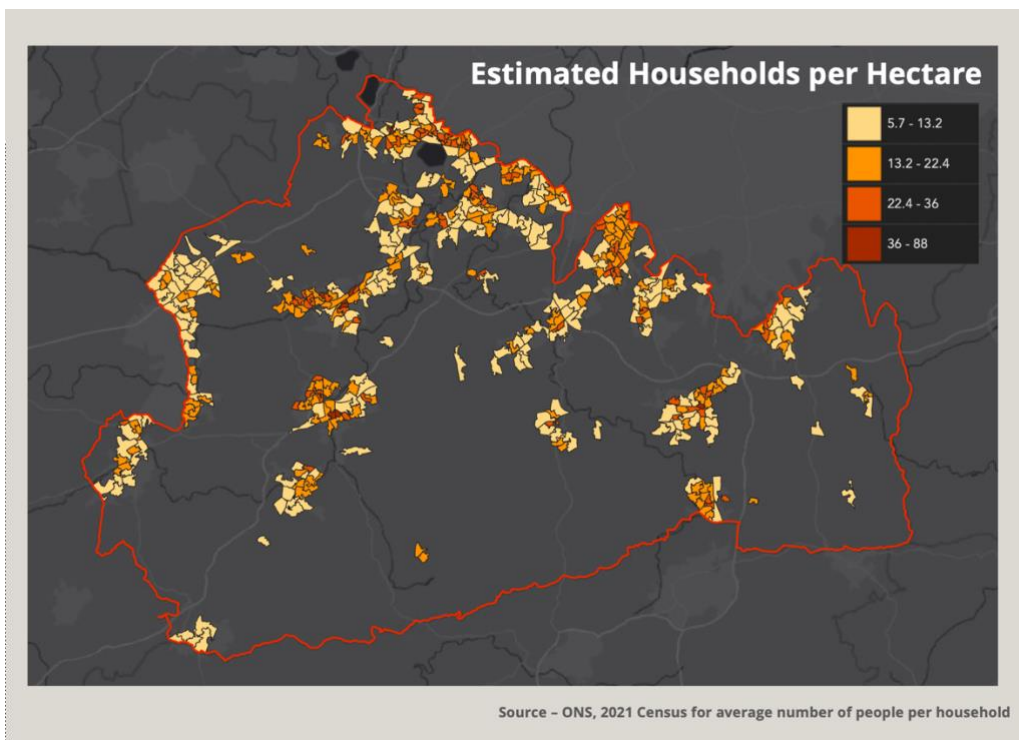 Estimated Households per Hectare
5.7 - 13.2
13.2 - 22.4
22.4 - 36
36 - 88
Source – ONS, 2021 Census for average number of people per household